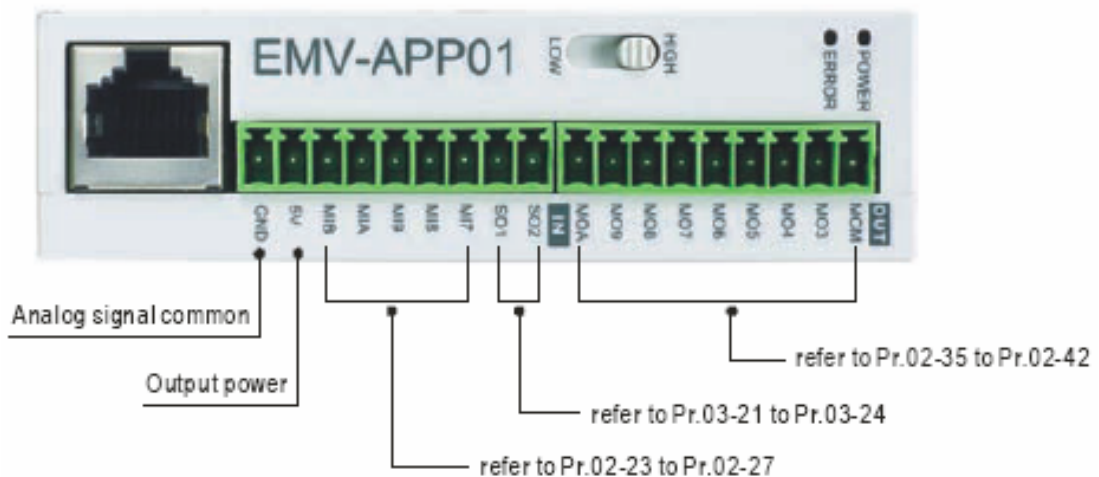 EMV-APP01
LOW
HIGH
ERROR
POWER
GND
5V
MIB
MIA
MI9
MI8
MI7
SO1
SO2
IN
MOA
MO9
MO8
MO7
MO6
MO5
MO4
MO3
MCM
OUT
Analog signal common
Output power
refer to Pr.02-35 to Pr.02-42
refer to Pr.03-21 to Pr.03-24
refer to Pr.02-23 to Pr.02-27